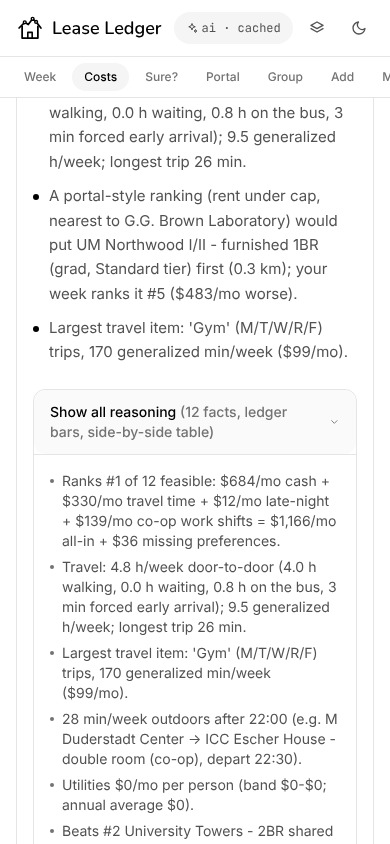 Lease Ledger
ai · cached
Week Costs Sure? Portal Group Add
walking, 0.0 h waiting, 0.8 h on the bus, 3
min forced early arrival); 9.5 generalized
h/week; longest trip 26 min.
A portal-style ranking (rent under cap,
nearest to G.G. Brown Laboratory) would
put UM Northwood I/II - furnished 1BR
(grad, Standard tier) first (0.3 km); your
week ranks it #5 ($483/mo worse).
Largest travel item: 'Gym' (M/T/W/R/F)
trips, 170 generalized min/week ($99/mo).
Show all reasoning (12 facts, ledger
bars, side-by-side table)
Ranks #1 of 12 feasible: $684/mo cash +
$330/mo travel time + $12/mo late-night
+ $139/mo co-op work shifts = $1,166/mo
all-in + $36 missing preferences.
Travel: 4.8 h/week door-to-door (4.0 h
walking, 0.0 h waiting, 0.8 h on the bus, 3
min forced early arrival); 9.5 generalized
h/week; longest trip 26 min.
Largest travel item: 'Gym' (M/T/W/R/F)
trips, 170 generalized min/week
($99/mo).
28 min/week outdoors after 22:00 (e.g. M
Duderstadt Center → ICC Escher House -
double room (co-op), depart 22:30).
Utilities $0/mo per person (band $0-$0;
annual average $0).
Beats #2 University Towers - 2BR shared